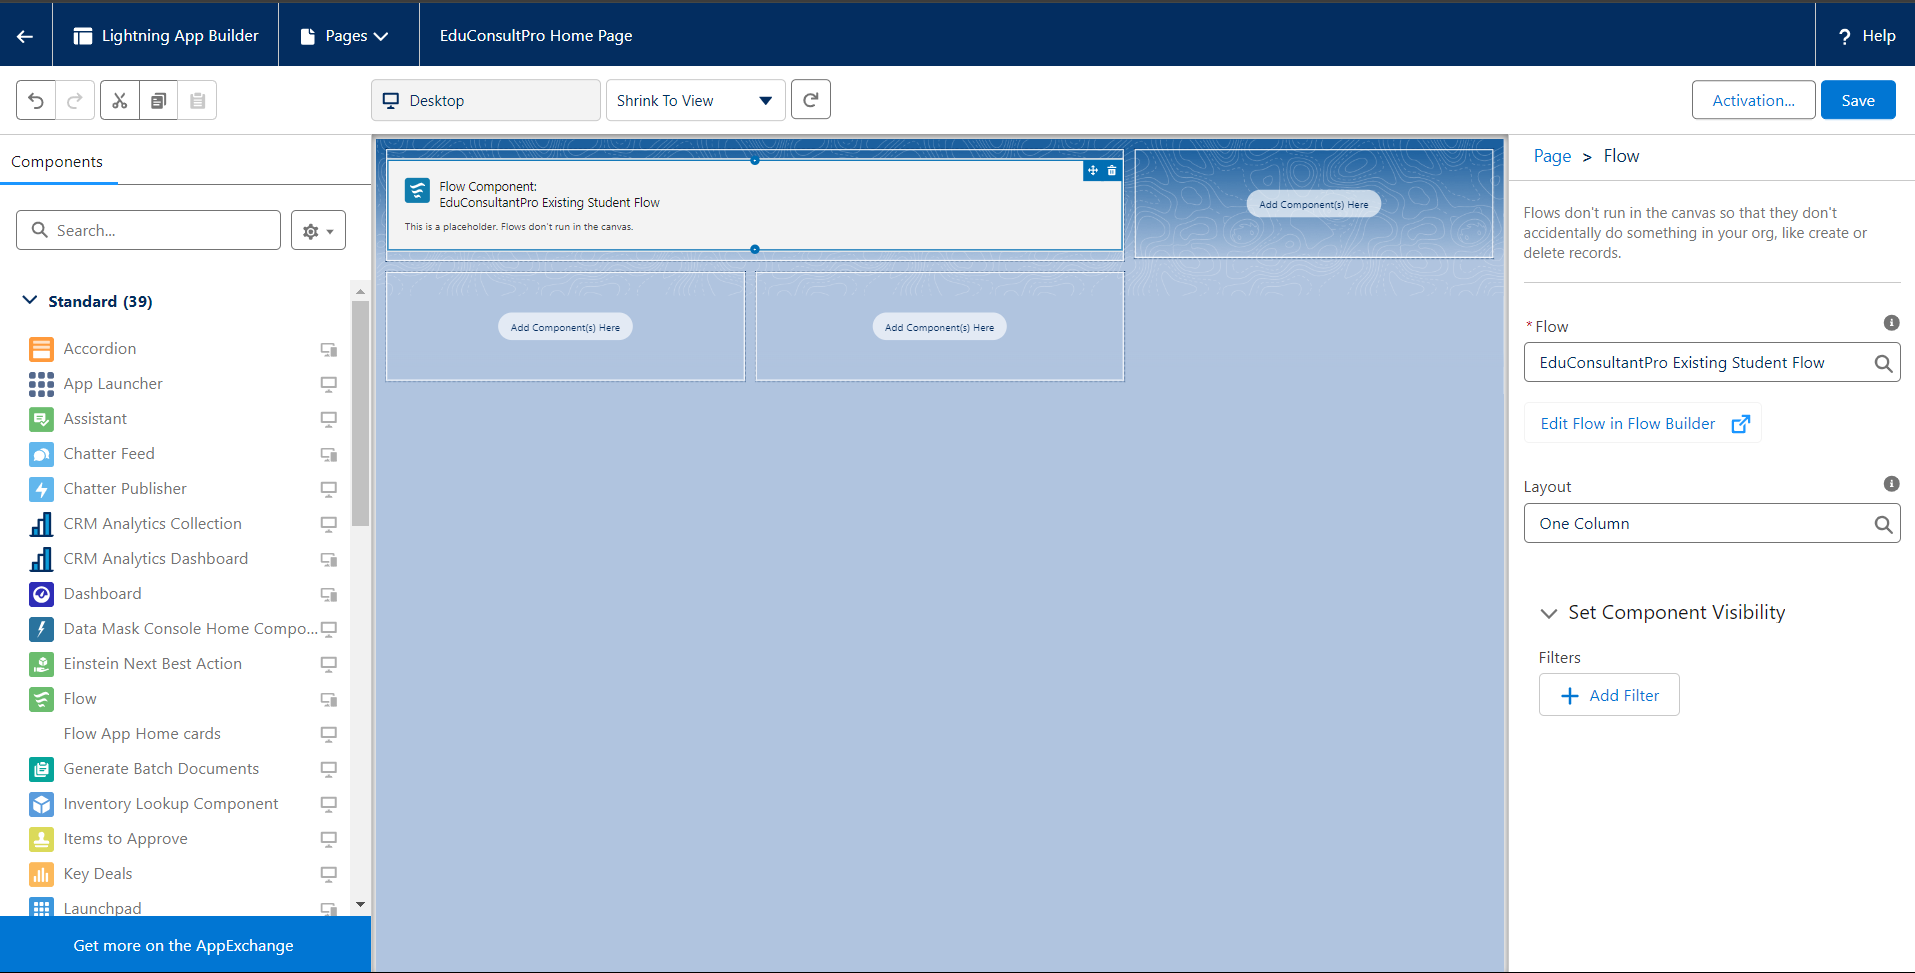 Lightning App Builder
Pages
EduConsultPro Home Page
? Help
Desktop
Shrink To View
Activation...
Save
Components
Search...
Standard (39)
Accordion
App Launcher
Assistant
Chatter Feed
Chatter Publisher
CRM Analytics Collection
CRM Analytics Dashboard
Dashboard
Data Mask Console Home Compo...
Einstein Next Best Action
Flow
Flow App Home cards
Generate Batch Documents
Inventory Lookup Component
Items to Approve
Key Deals
Launchpad
Get more on the AppExchange
Flow Component:
EduConsultantPro Existing Student Flow
This is a placeholder. Flows don't run in the canvas.
Add Component(s) Here
Add Component(s) Here
Add Component(s) Here
Page > Flow
Flows don't run in the canvas so that they don't
accidentally do something in your org, like create or
delete records.
* Flow
EduConsultantPro Existing Student Flow
Edit Flow in Flow Builder
Layout
One Column
Set Component Visibility
Filters
+ Add Filter